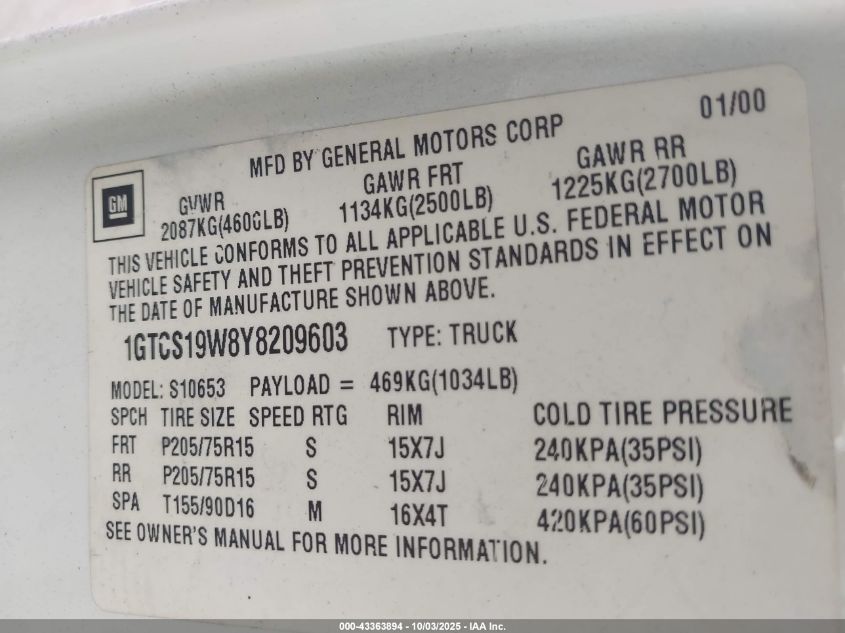 01/00
MFD BY GENERAL MOTORS CORP
GM
GVWR GAWR FRT GAWR RR
2087KG(4600LB) 1134KG(2500LB) 1225KG(2700LB)
THIS VEHICLE CONFORMS TO ALL APPLICABLE U.S. FEDERAL MOTOR
VEHICLE SAFETY AND THEFT PREVENTION STANDARDS IN EFFECT ON
THE DATE OF MANUFACTURE SHOWN ABOVE.
1GTCS19W8Y8209603 TYPE: TRUCK
MODEL: S10653 PAYLOAD = 469KG(1034LB)
SPCH TIRE SIZE SPEED RTG RIM COLD TIRE PRESSURE
FRT P205/75R15 S 15X7J 240KPA(35PSI)
RR P205/75R15 S 15X7J 240KPA(35PSI)
SPA T155/90D16 M 16X4T 420KPA(60PSI)
SEE OWNER'S MANUAL FOR MORE INFORMATION.
000-43363894 - 10/03/2025 - IAA Inc.